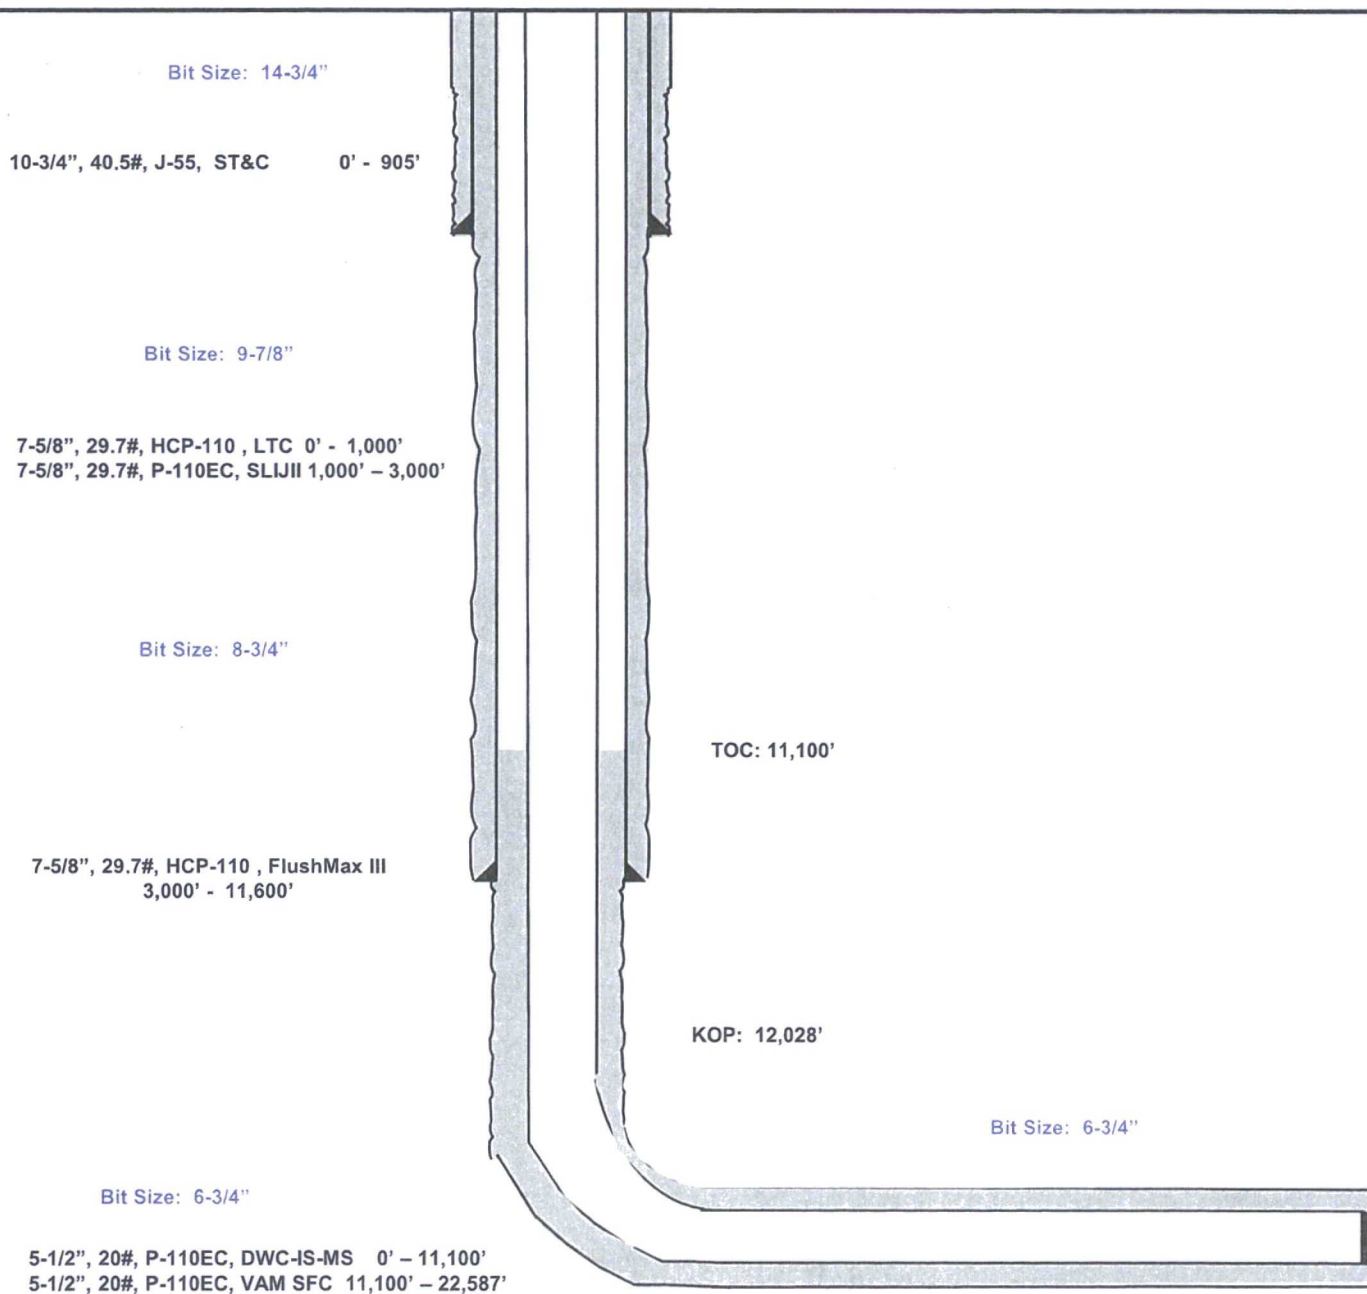 Bit Size: 14-3/4”
10-3/4”, 40.5#, J-55, ST&C 0’ - 905’
Bit Size: 9-7/8”
7-5/8”, 29.7#, HCP-110 , LTC 0’ - 1,000’
7-5/8”, 29.7#, P-110EC, SLIJII 1,000’ – 3,000’
Bit Size: 8-3/4”
TOC: 11,100’
7-5/8”, 29.7#, HCP-110 , FlushMax III
3,000’ - 11,600’
KOP: 12,028’
Bit Size: 6-3/4”
Bit Size: 6-3/4”
5-1/2”, 20#, P-110EC, DWC-IS-MS 0’ – 11,100’
5-1/2”, 20#, P-110EC, VAM SFC 11,100’ – 22,587’